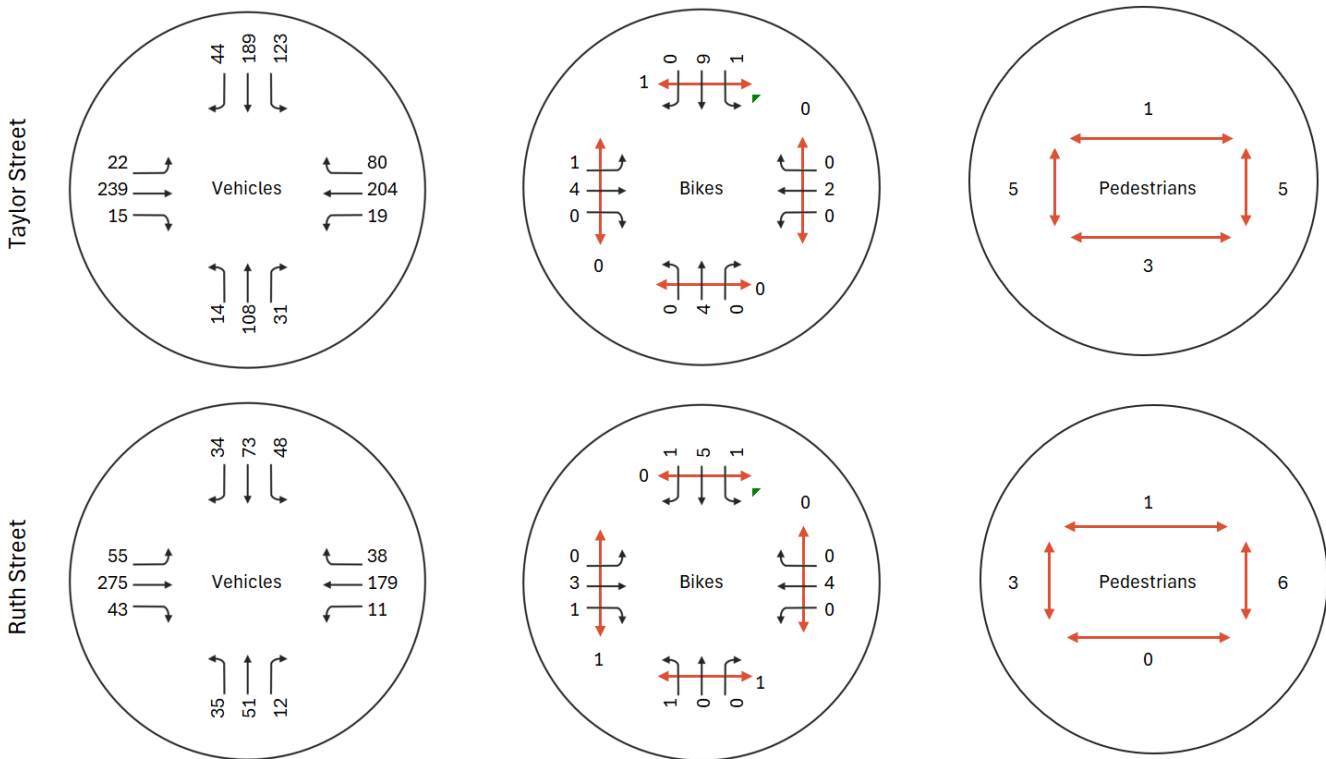 Taylor Street
44 189 123
22
239
15
Vehicles
80
204
19
14 108 31
0 9 1
1
0
1
4
0
Bikes
0
2
0
0
0
0 4 0
1
5
Pedestrians
5
3
Ruth Street
34 73 48
55
275
43
Vehicles
38
179
11
35 51 12
1 5 1
0
0
0
3
1
Bikes
0
4
0
1
1
1 0 0
1
3
Pedestrians
6
0